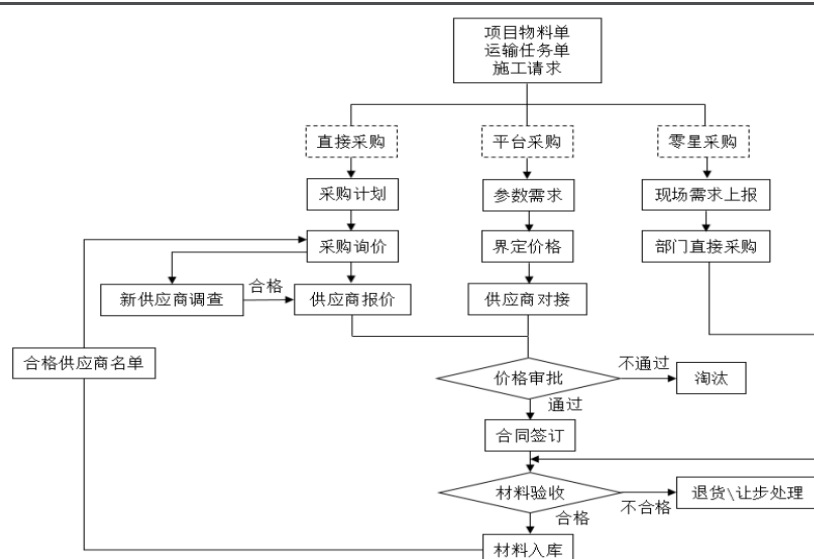 项目物料单
运输任务单
施工请求
直接采购
平台采购
零星采购
采购计划
参数需求
现场需求上报
采购询价
界定价格
部门直接采购
新供应商调查
合格
供应商报价
供应商对接
合格供应商名单
价格审批
不通过
淘汰
通过
合同签订
材料验收
不合格
退货\让步处理
合格
材料入库